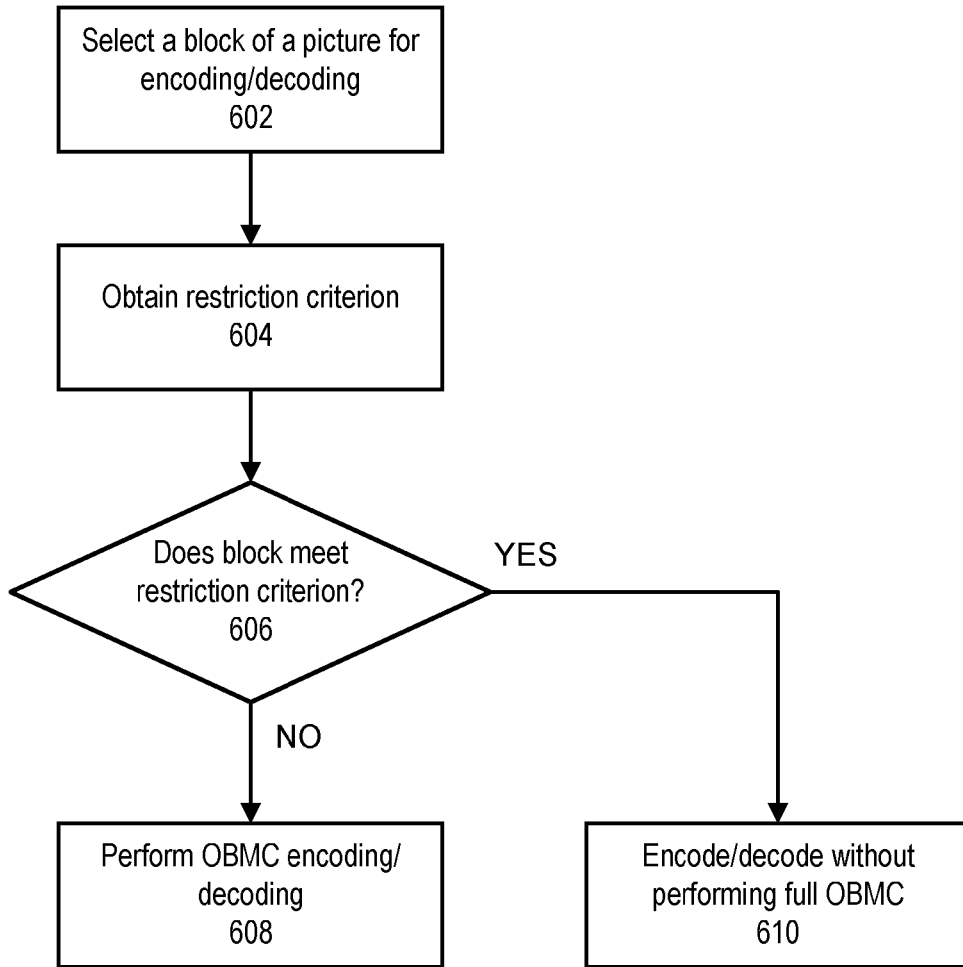 Select a block of a picture for
encoding/decoding
602
Obtain restriction criterion
604
Does block meet
restriction criterion?
606
YES
NO
Perform OBMC encoding/
decoding
608
Encode/decode without
performing full OBMC
610